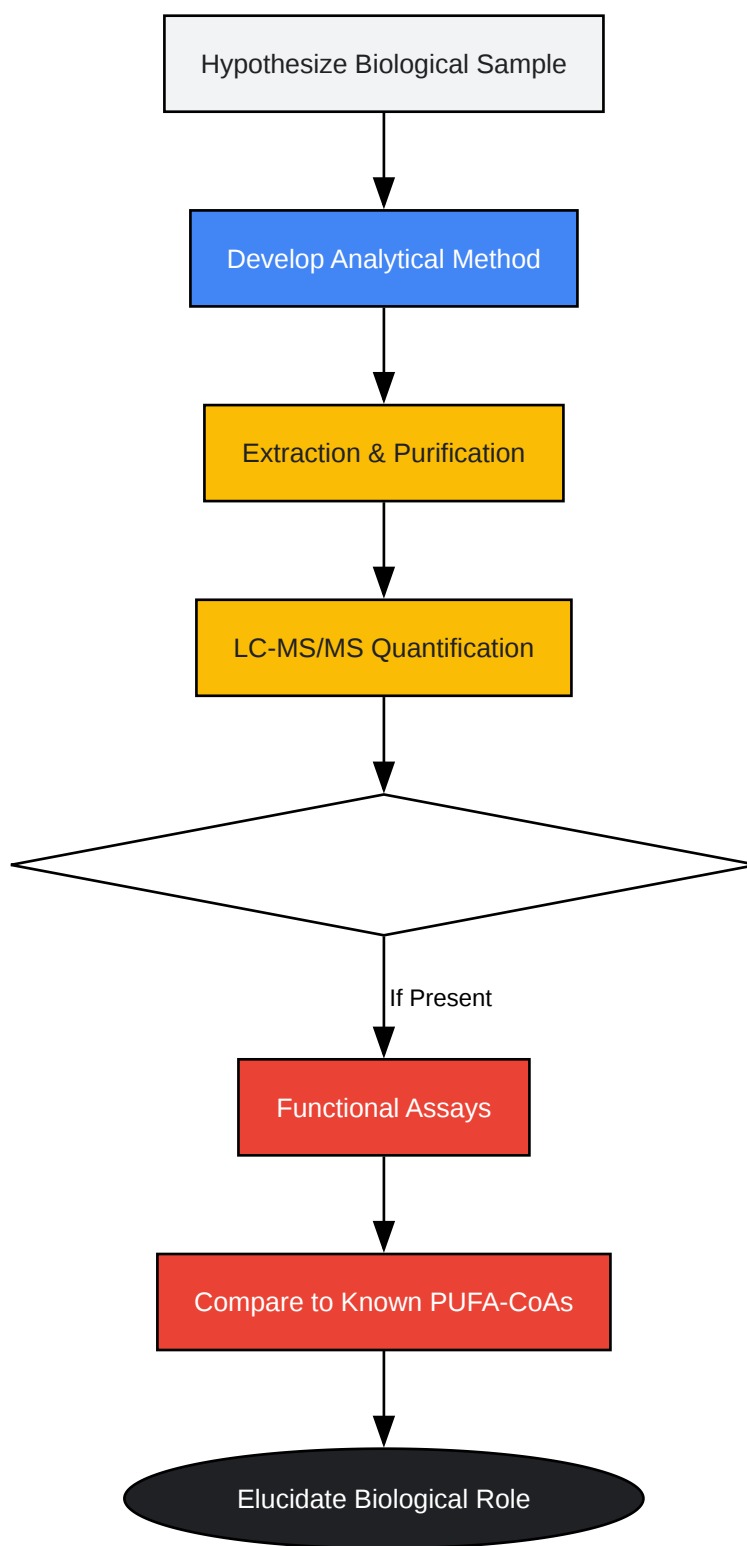 Hypothesize Biological Sample
Develop Analytical Method
Extraction & Purification
LC-MS/MS Quantification
If Present
Functional Assays
Compare to Known PUFA-CoAs
Elucidate Biological Role